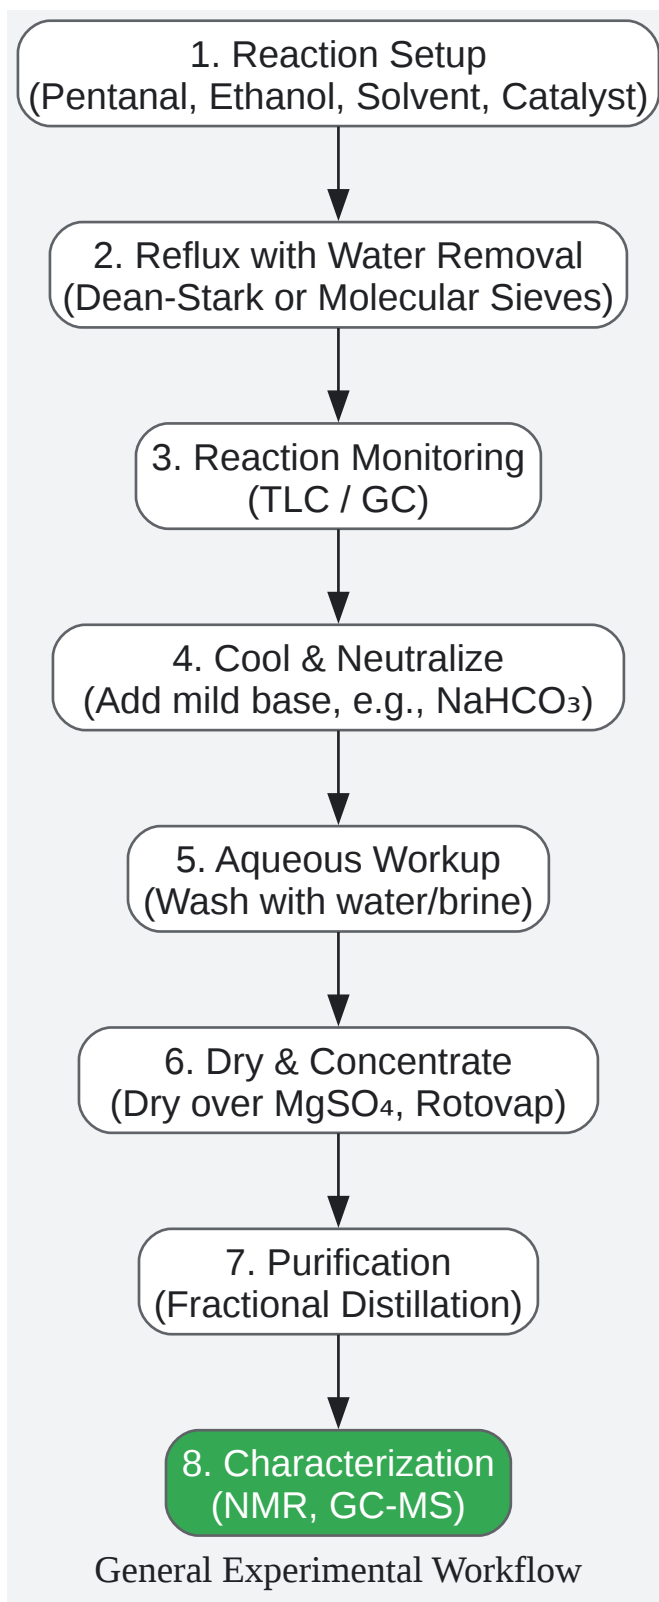 1. Reaction Setup
(Pentanal, Ethanol, Solvent, Catalyst)
2. Reflux with Water Removal
(Dean-Stark or Molecular Sieves)
3. Reaction Monitoring
(TLC / GC)
4. Cool & Neutralize
(Add mild base, e.g., NaHCO₃)
5. Aqueous Workup
(Wash with water/brine)
6. Dry & Concentrate
(Dry over MgSO₄, Rotovap)
7. Purification
(Fractional Distillation)
8. Characterization
(NMR, GC-MS)
General Experimental Workflow